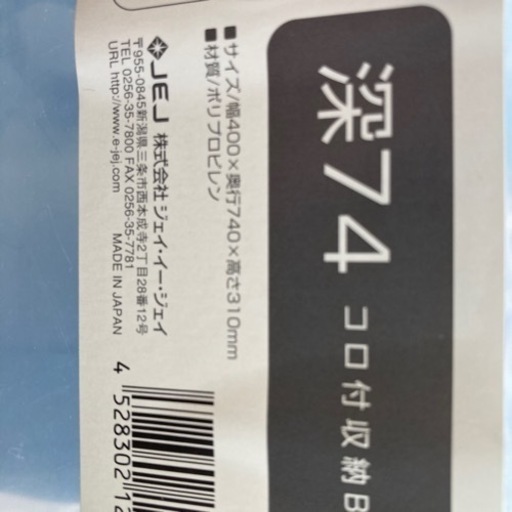 深74
コロ付収納B
■サイズ/幅400×奥行740×高さ310mm
■材質/ポリプロピレン
JEJ 株式会社ジェイ・イー・ジェイ
〒955-0845新潟県三条市西本成寺2丁目28番12号
TEL 0256-35-7800 FAX 0256-35-7781
URL http://www.e-jej.com MADE IN JAPAN
4 528302 12